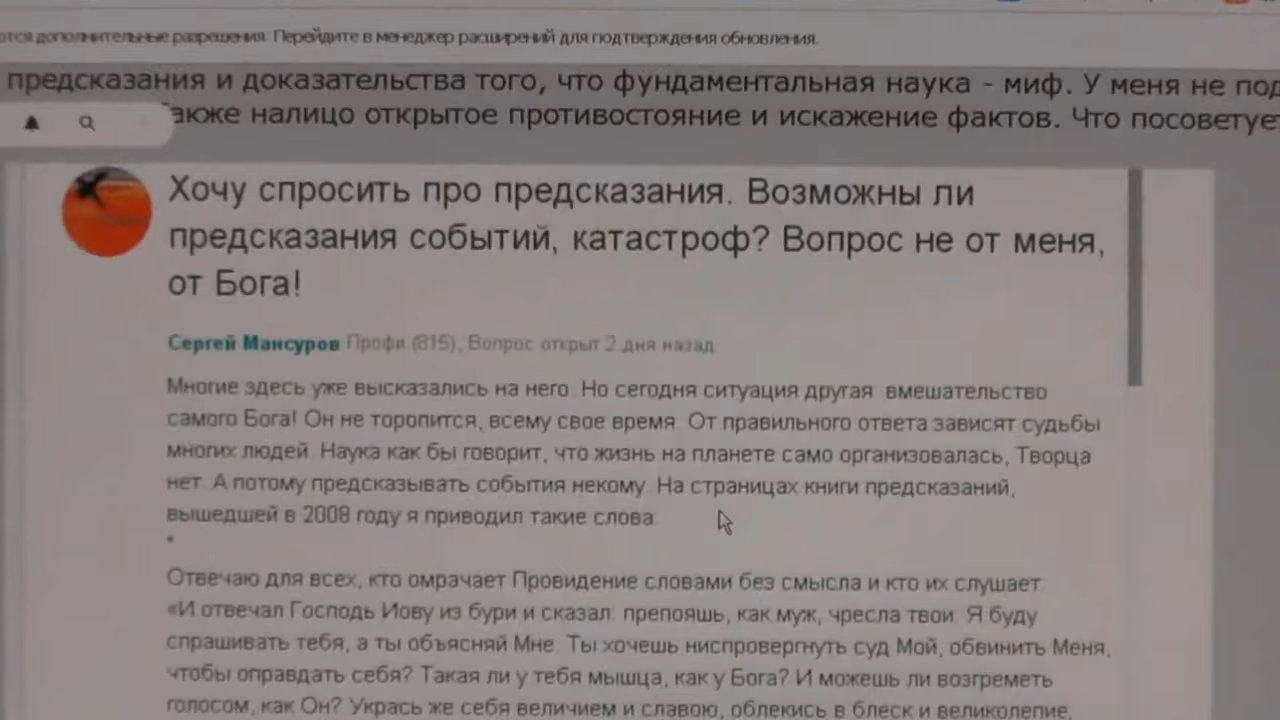 дополнительные разрешения. Перейдите в менеджер расширений для подтверждения обновления.
предсказания и доказательства того, что фундаментальная наука - миф. У меня не под
акже налицо открытое противостояние и искажение фактов. Что посоветуе
Хочу спросить про предсказания. Возможны ли
предсказания событий, катастроф? Вопрос не от меня,
от Бога!
Сергей Мансуров Профи (815), Вопрос открыт 2 дня назад
Многие здесь уже высказались на него. Но сегодня ситуация другая вмешательство
самого Бога! Он не торопится, всему свое время. От правильного ответа зависят судьбы
многих людей. Наука как бы говорит, что жизнь на планете само организовалась, Творца
нет. А потому предсказывать события некому. На страницах книги предсказаний,
вышедшей в 2008 году я приводил такие слова:
*
Отвечаю для всех, кто омрачает Провидение словами без смысла и кто их слушает:
«И отвечал Господь Иову из бури и сказал: препояшь, как муж, чресла твои: Я буду
спрашивать тебя, а ты объясняй Мне. Ты хочешь ниспровергнуть суд Мой, обвинить Меня,
чтобы оправдать себя? Такая ли у тебя мышца, как у Бога? И можешь ли возгреметь
голосом, как Он? Укрась же себя величием и славою, облекись в блеск и великолепие,